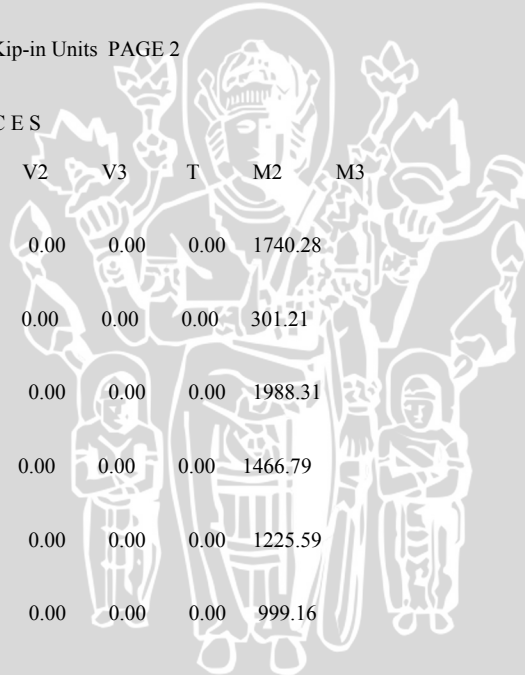 Kip-in Units PAGE 2
C E S
V2 V3 T M2 M3
0.00 0.00 0.00 1740.28
0.00 0.00 0.00 301.21
0.00 0.00 0.00 1988.31
0.00 0.00 0.00 1466.79
0.00 0.00 0.00 1225.59
0.00 0.00 0.00 999.16